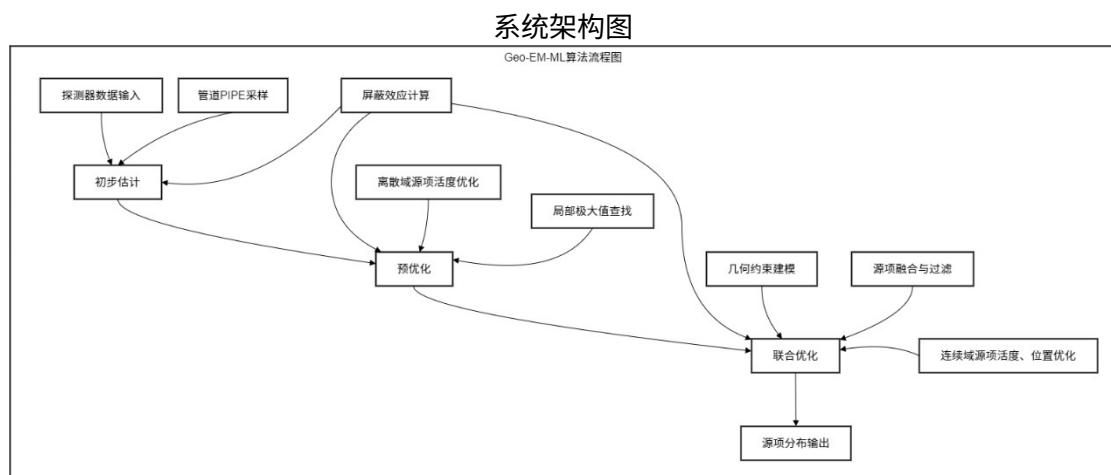 系统架构图
Geo-EM-ML算法流程图
探测器数据输入
管道PIPE采样
屏蔽效应计算
初步估计
离散域源项活度优化
局部极大值查找
预优化
几何约束建模
源项融合与过滤
联合优化
连续域源项活度、位置优化
源项分布输出